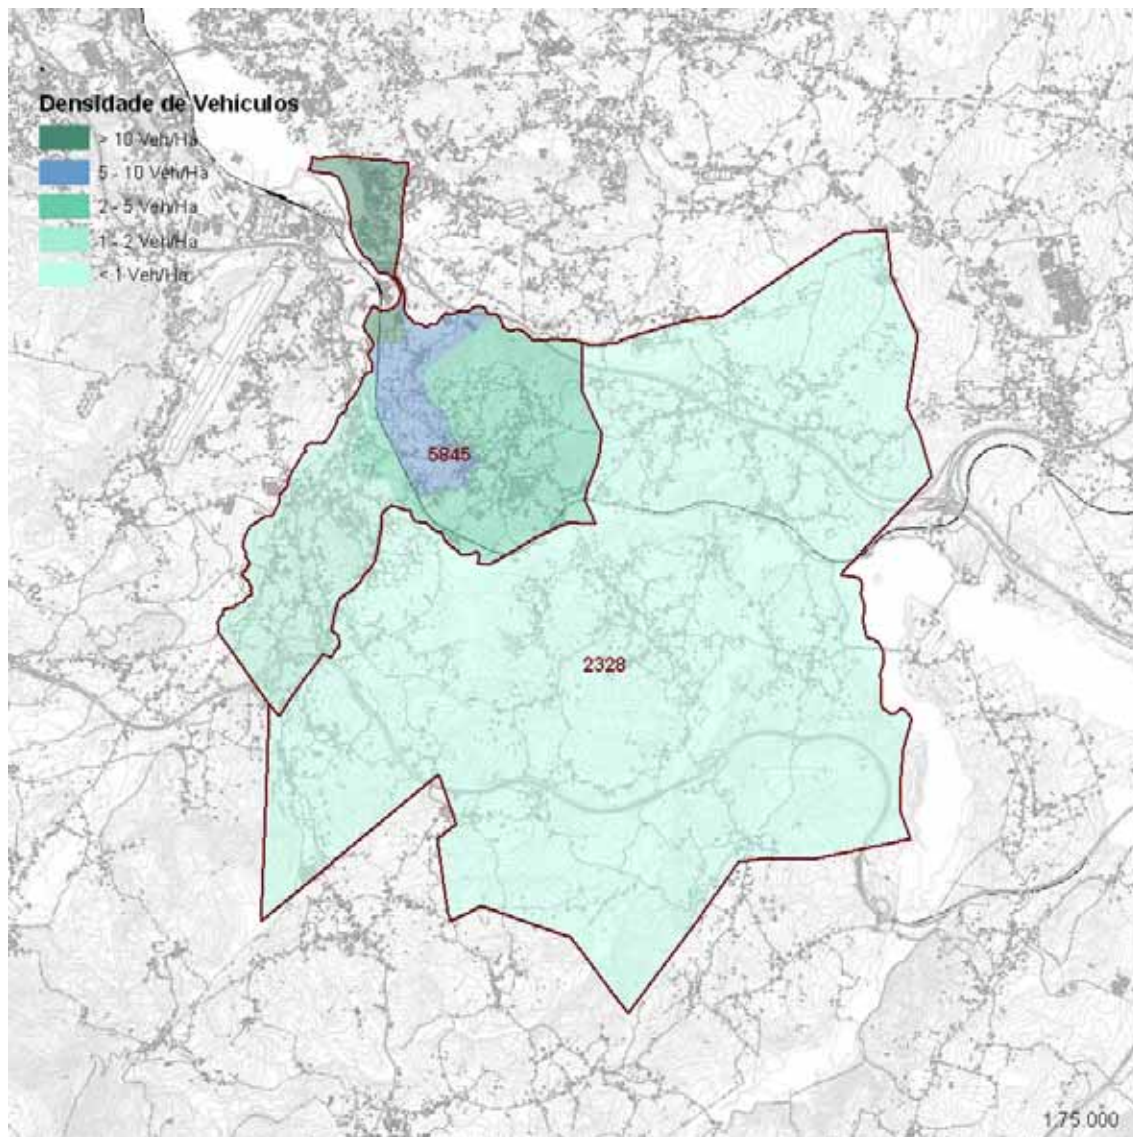 Densidade de Vehículos
> 10 Veh/Ha
5 - 10 Veh/Ha
2 - 5 Veh/Ha
1 - 2 Veh/Ha
< 1 Veh/Ha
5845
2328
1:75.000